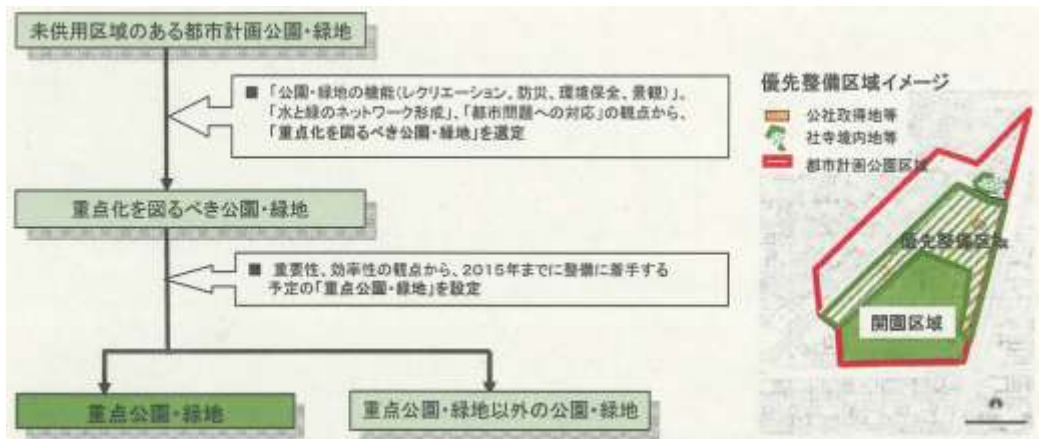 未供用区域のある都市計画公園・緑地
■ 「公園・緑地の機能(レクリエーション、防災、環境保全、景観)」、
「水と緑のネットワーク形成」、「都市問題への対応」の観点から、
「重点化を図るべき公園・緑地」を選定
重点化を図るべき公園・緑地
■ 重要性、効率性の観点から、2015年までに整備に着手する
予定の「重点公園・緑地」を設定
重点公園・緑地
重点公園・緑地以外の公園・緑地
優先整備区域イメージ
公社取得地等
社寺境内地等
都市計画公園区域
優先整備区域
開園区域